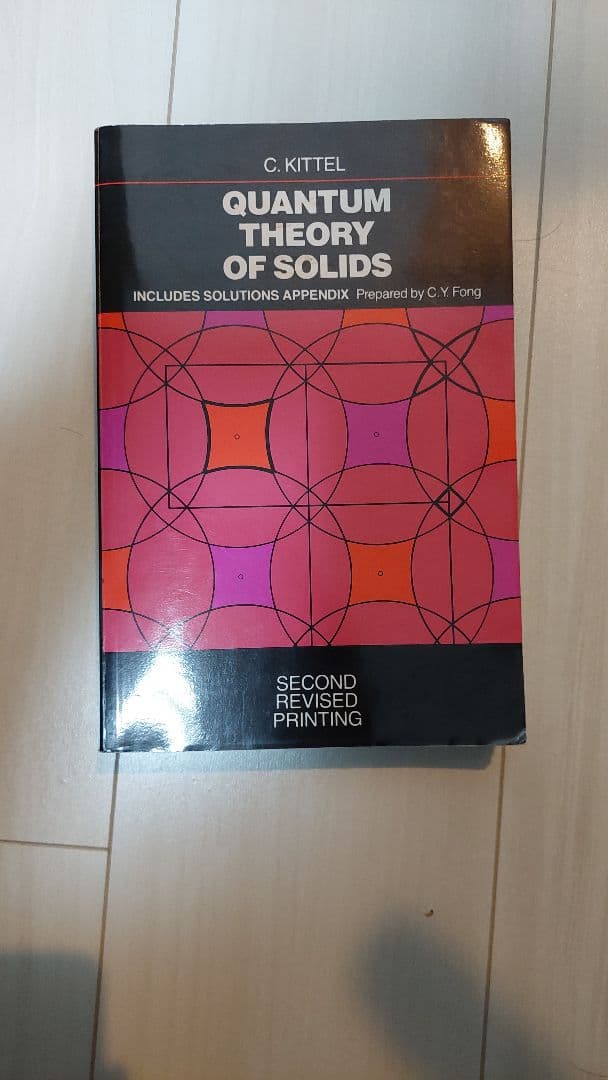 C. KITTEL
QUANTUM
THEORY
OF SOLIDS
INCLUDES SOLUTIONS APPENDIX Prepared by C.Y. Fong
SECOND
REVISED
PRINTING